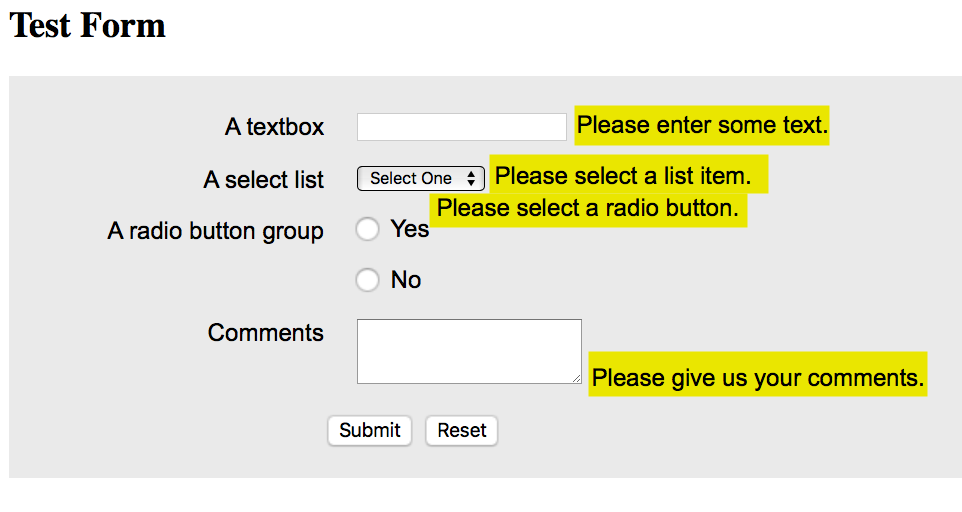 Test Form
A textbox Please enter some text.
A select list Select One Please select a list item.
Please select a radio button.
A radio button group Yes
No
Comments
Please give us your comments.
Submit Reset